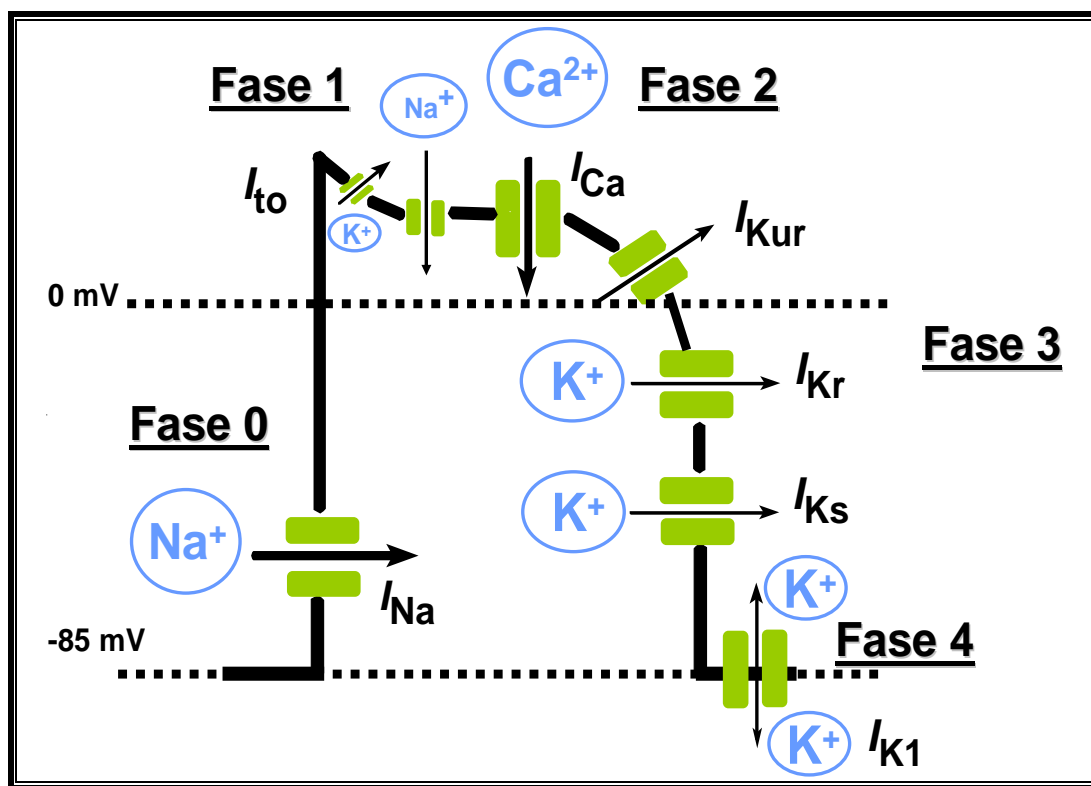 Fase 1
Na⁺
Ca²⁺
Fase 2
Ito
K⁺
ICa
IKur
0 mV
Fase 3
K⁺
IKr
Fase 0
Na⁺
INa
K⁺
IKs
-85 mV
K⁺
Fase 4
K⁺
IK1